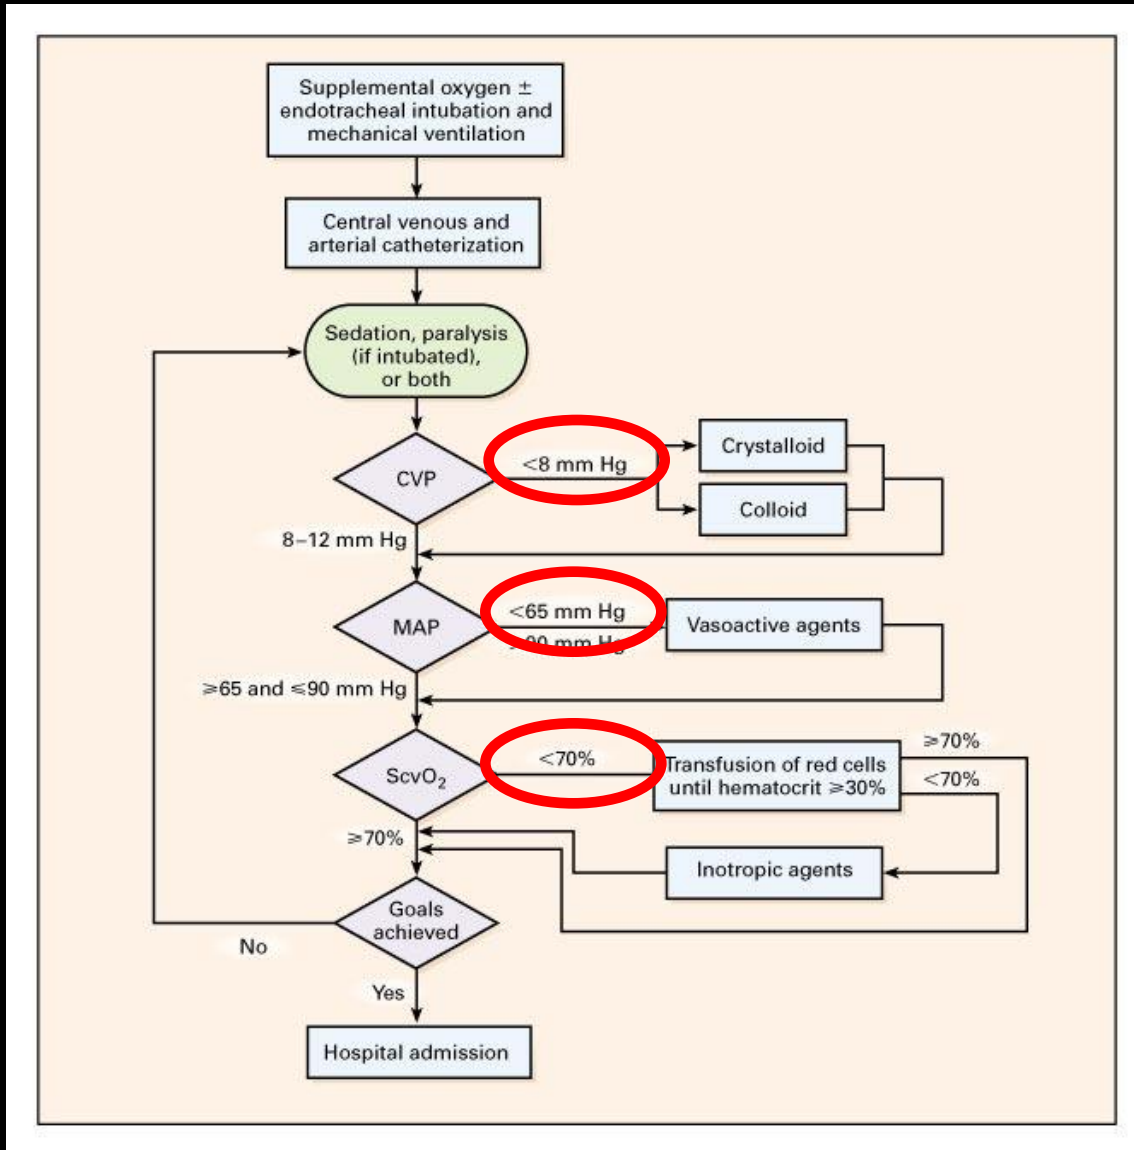 Supplemental oxygen ±
endotracheal intubation and
mechanical ventilation
Central venous and
arterial catheterization
Sedation, paralysis
(if intubated),
or both
CVP
<8 mm Hg
Crystalloid
Colloid
8–12 mm Hg
MAP
<65 mm Hg
>90 mm Hg
Vasoactive agents
≥65 and ≤90 mm Hg
ScvO₂
<70%
Transfusion of red cells
until hematocrit ≥30%
≥70%
<70%
≥70%
Inotropic agents
Goals
achieved
No
Yes
Hospital admission